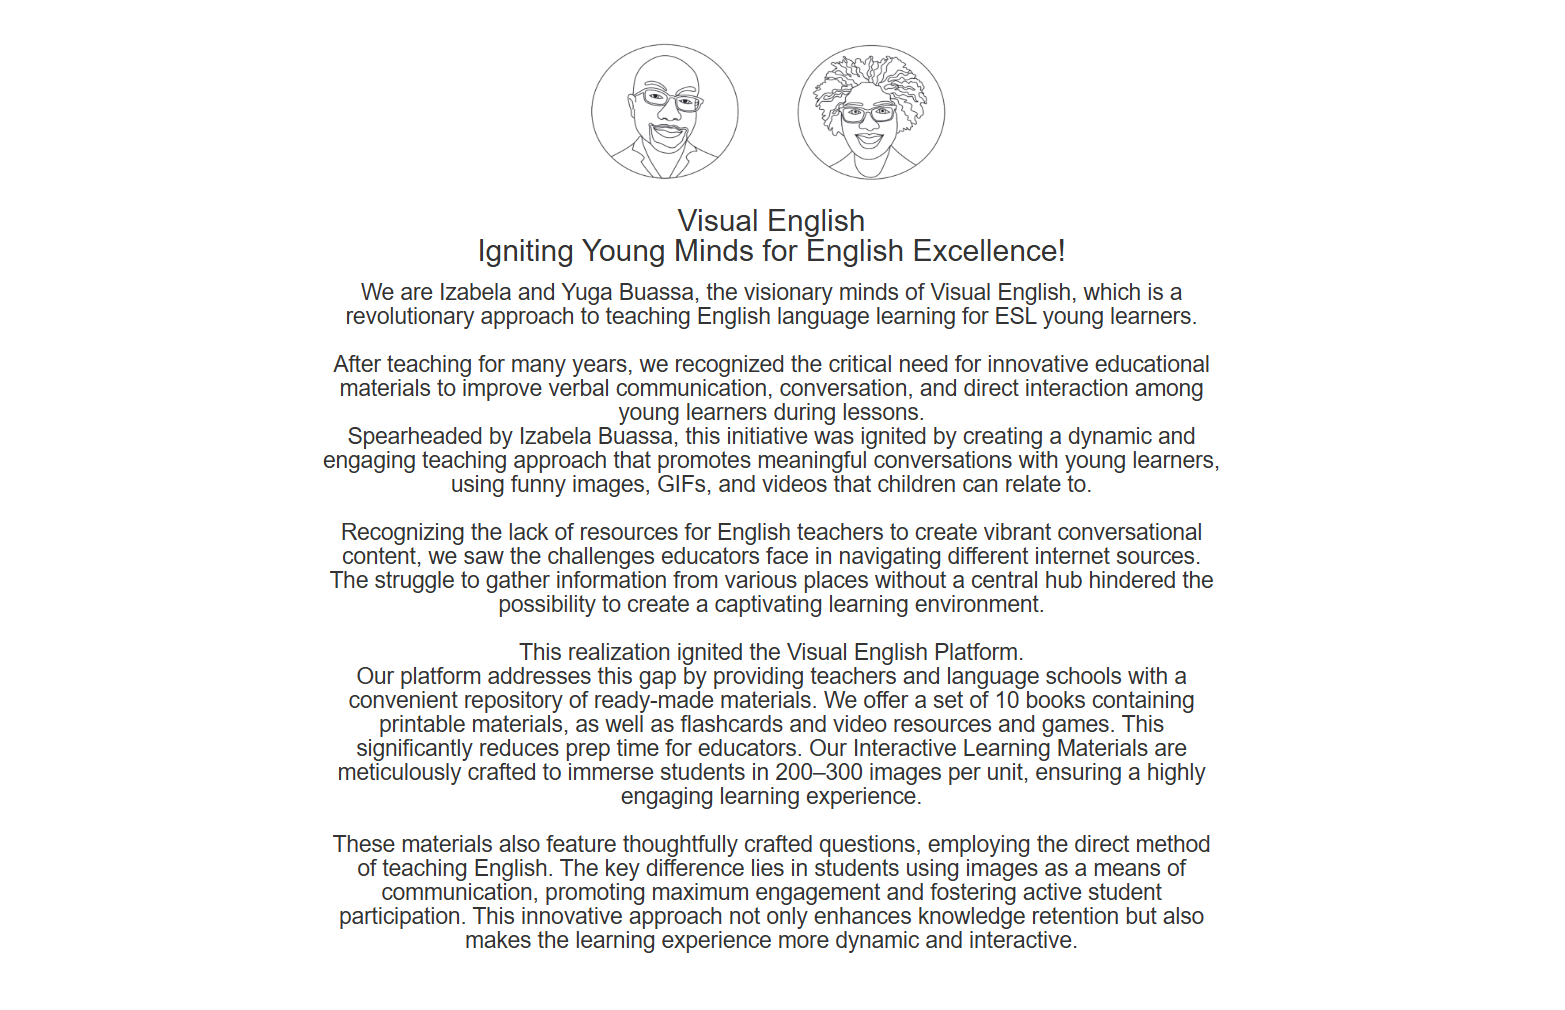 Visual English
Igniting Young Minds for English Excellence!
We are Izabela and Yuga Buassa, the visionary minds of Visual English, which is a
revolutionary approach to teaching English language learning for ESL young learners.
After teaching for many years, we recognized the critical need for innovative educational
materials to improve verbal communication, conversation, and direct interaction among
young learners during lessons.
Spearheaded by Izabela Buassa, this initiative was ignited by creating a dynamic and
engaging teaching approach that promotes meaningful conversations with young learners,
using funny images, GIFs, and videos that children can relate to.
Recognizing the lack of resources for English teachers to create vibrant conversational
content, we saw the challenges educators face in navigating different internet sources.
The struggle to gather information from various places without a central hub hindered the
possibility to create a captivating learning environment.
This realization ignited the Visual English Platform.
Our platform addresses this gap by providing teachers and language schools with a
convenient repository of ready-made materials. We offer a set of 10 books containing
printable materials, as well as flashcards and video resources and games. This
significantly reduces prep time for educators. Our Interactive Learning Materials are
meticulously crafted to immerse students in 200–300 images per unit, ensuring a highly
engaging learning experience.
These materials also feature thoughtfully crafted questions, employing the direct method
of teaching English. The key difference lies in students using images as a means of
communication, promoting maximum engagement and fostering active student
participation. This innovative approach not only enhances knowledge retention but also
makes the learning experience more dynamic and interactive.